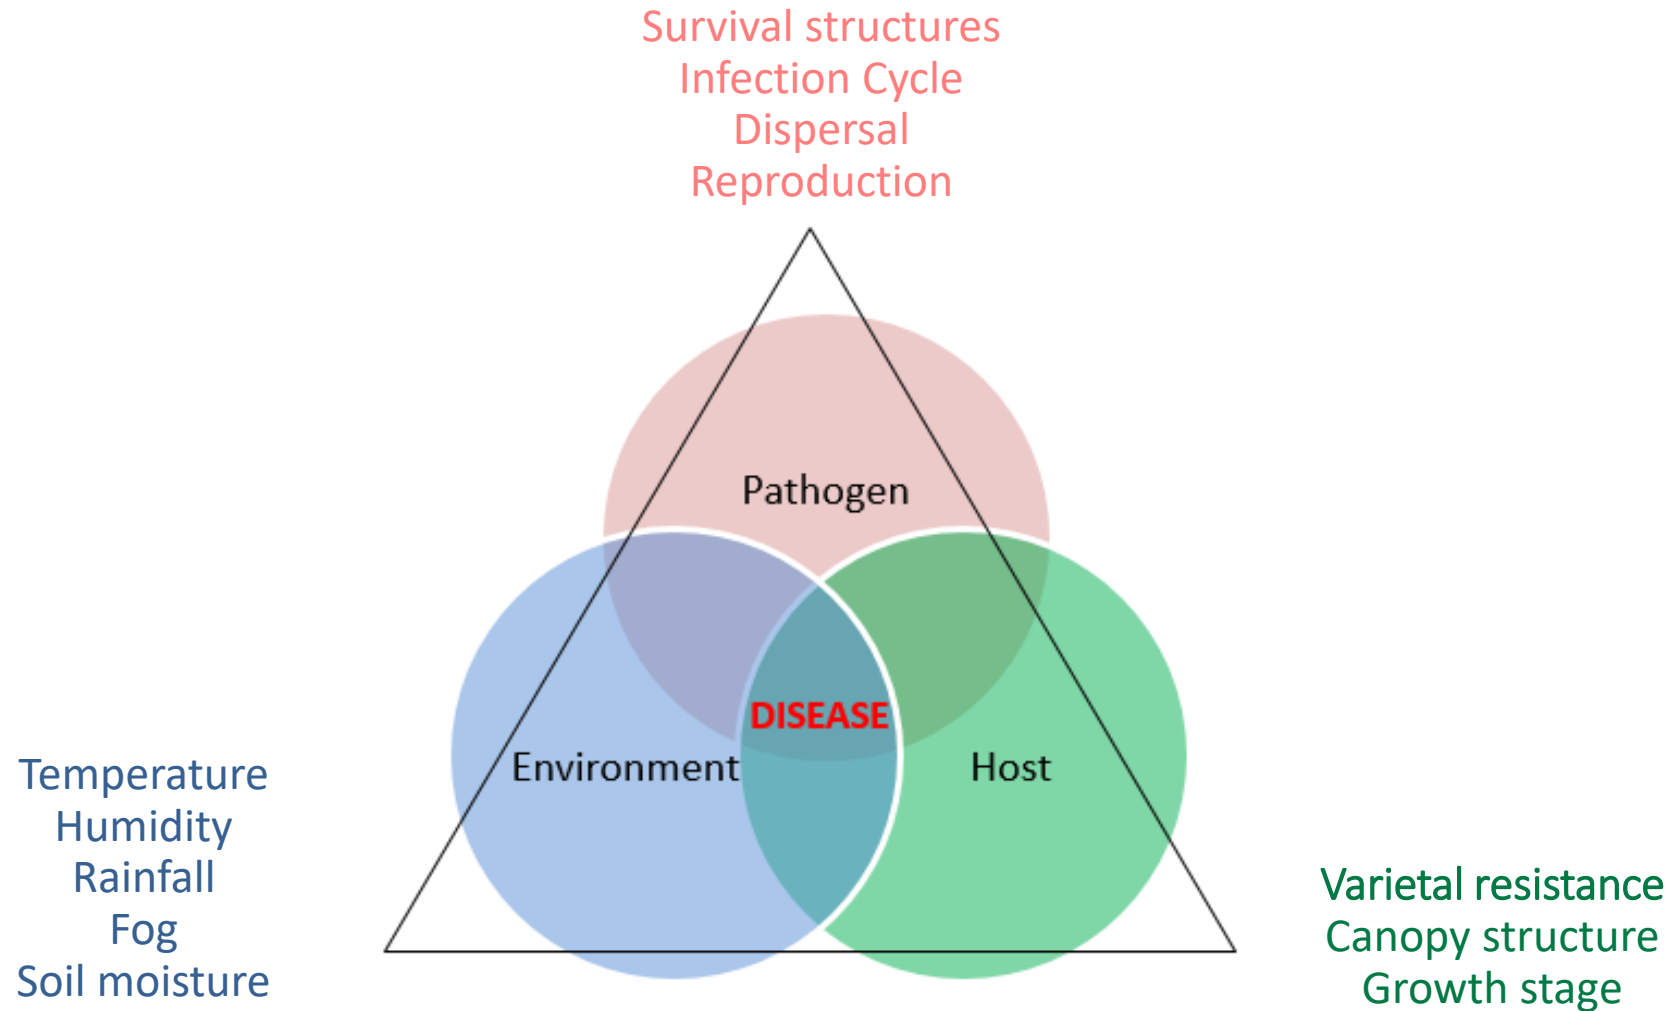 Survival structures
Infection Cycle
Dispersal
Reproduction
Pathogen
DISEASE
Environment
Host
Temperature
Humidity
Rainfall
Fog
Soil moisture
Varietal resistance
Canopy structure
Growth stage